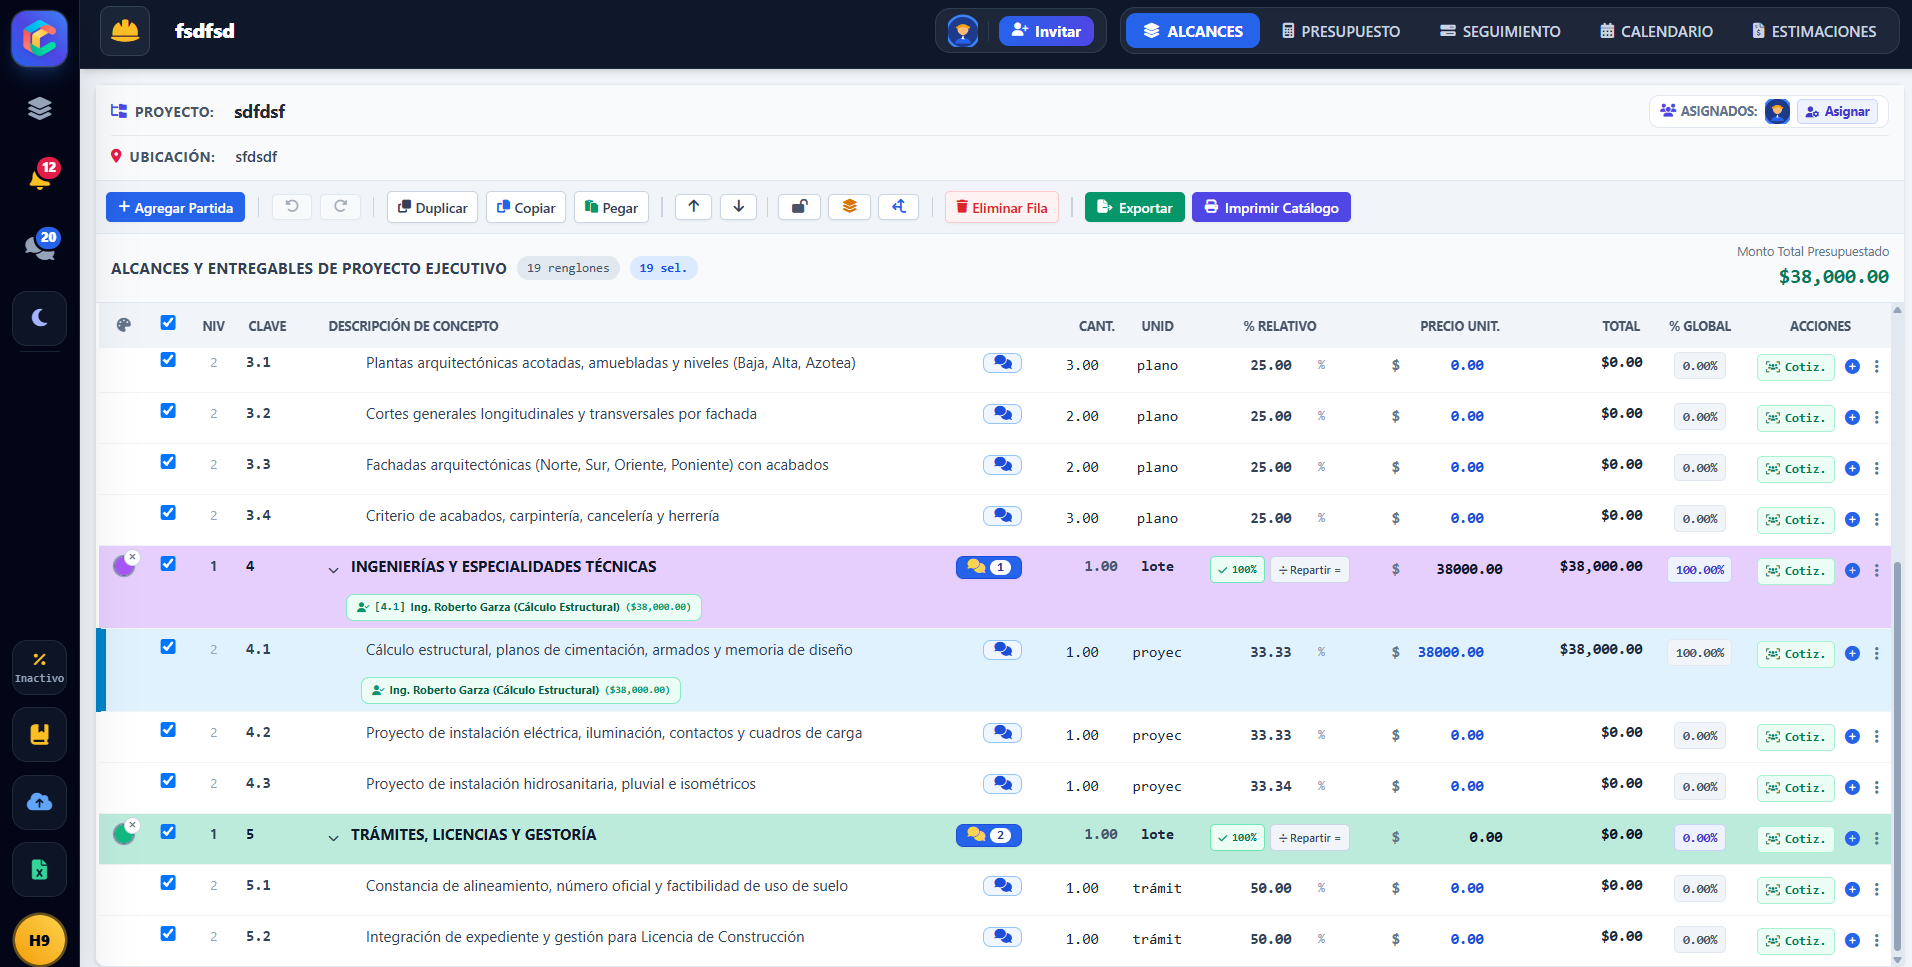 fsdfsd
Invitar
ALCANCES
PRESUPUESTO
SEGUIMIENTO
CALENDARIO
ESTIMACIONES
12
20
Inactivo
H9
PROYECTO: sdfdsf
ASIGNADOS: Asignar
UBICACIÓN: sfdsdf
+ Agregar Partida Duplicar Copiar Pegar Eliminar Fila Exportar Imprimir Catálogo
ALCANCES Y ENTREGABLES DE PROYECTO EJECUTIVO 19 renglones 19 sel.
Monto Total Presupuestado
$38,000.00
NIV CLAVE DESCRIPCIÓN DE CONCEPTO CANT. UNID % RELATIVO PRECIO UNIT. TOTAL % GLOBAL ACCIONES
2 3.1 Plantas arquitectónicas acotadas, amuebladas y niveles (Baja, Alta, Azotea) 3.00 plano 25.00 % $ 0.00 $0.00 0.00% Cotiz.
2 3.2 Cortes generales longitudinales y transversales por fachada 2.00 plano 25.00 % $ 0.00 $0.00 0.00% Cotiz.
2 3.3 Fachadas arquitectónicas (Norte, Sur, Oriente, Poniente) con acabados 2.00 plano 25.00 % $ 0.00 $0.00 0.00% Cotiz.
2 3.4 Criterio de acabados, carpintería, cancelería y herrería 3.00 plano 25.00 % $ 0.00 $0.00 0.00% Cotiz.
1 4 INGENIERÍAS Y ESPECIALIDADES TÉCNICAS 1 1.00 lote 100% ÷ Repartir = $ 38000.00 $38,000.00 100.00% Cotiz.
[4.1] Ing. Roberto Garza (Cálculo Estructural) ($38,000.00)
2 4.1 Cálculo estructural, planos de cimentación, armados y memoria de diseño 1.00 proyec 33.33 % $ 38000.00 $38,000.00 100.00% Cotiz.
Ing. Roberto Garza (Cálculo Estructural) ($38,000.00)
2 4.2 Proyecto de instalación eléctrica, iluminación, contactos y cuadros de carga 1.00 proyec 33.33 % $ 0.00 $0.00 0.00% Cotiz.
2 4.3 Proyecto de instalación hidrosanitaria, pluvial e isométricos 1.00 proyec 33.34 % $ 0.00 $0.00 0.00% Cotiz.
1 5 TRÁMITES, LICENCIAS Y GESTORÍA 2 1.00 lote 100% ÷ Repartir = $ 0.00 $0.00 0.00% Cotiz.
2 5.1 Constancia de alineamiento, número oficial y factibilidad de uso de suelo 1.00 trámit 50.00 % $ 0.00 $0.00 0.00% Cotiz.
2 5.2 Integración de expediente y gestión para Licencia de Construcción 1.00 trámit 50.00 % $ 0.00 $0.00 0.00% Cotiz.